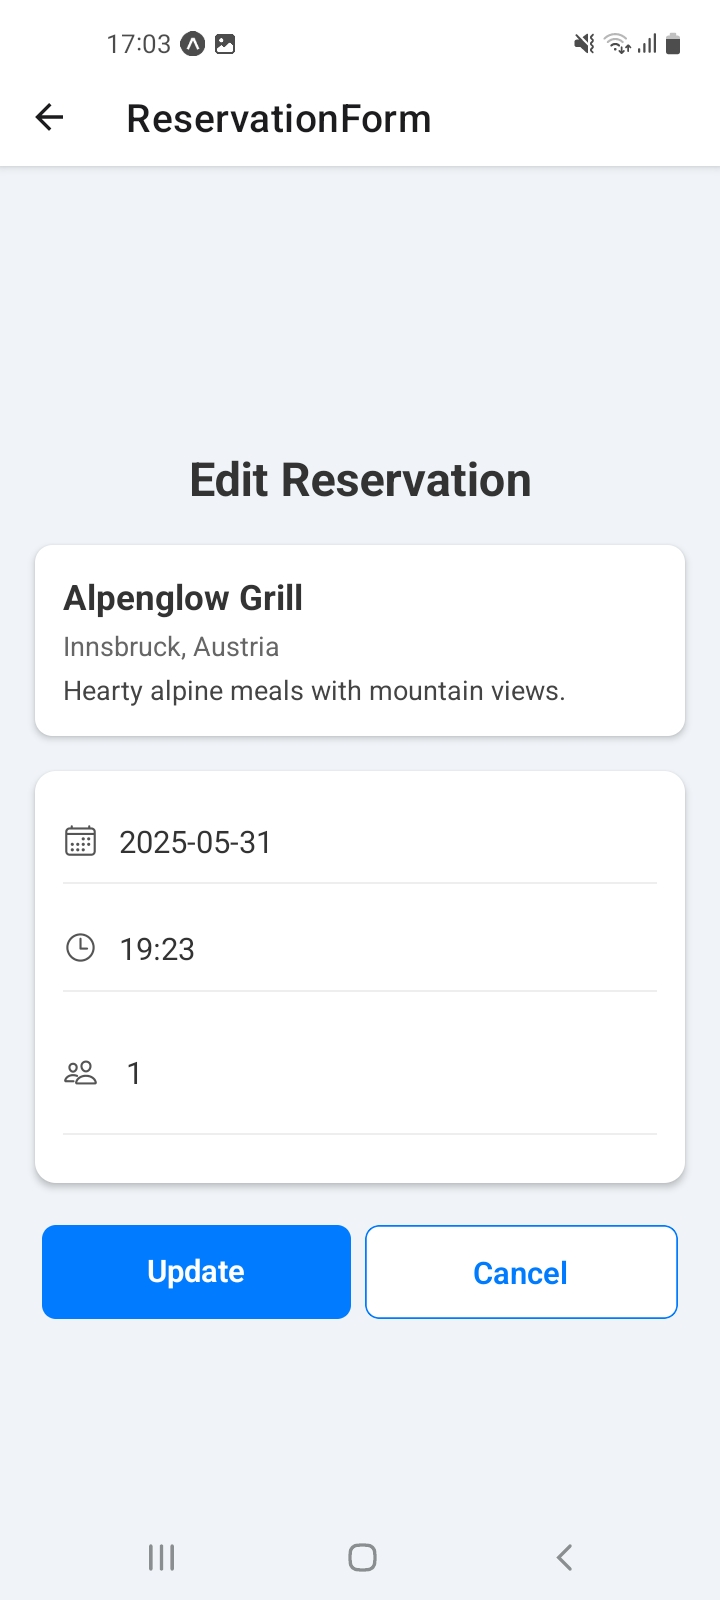 17:03
ReservationForm
Edit Reservation
Alpenglow Grill
Innsbruck, Austria
Hearty alpine meals with mountain views.
2025-05-31
19:23
1
Update
Cancel